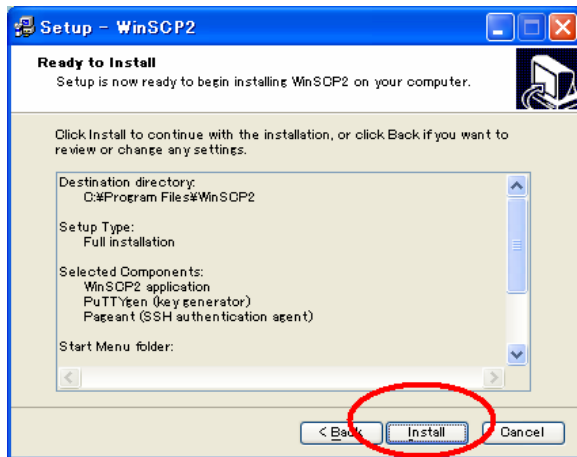 Setup - WinSCP2
Ready to Install
Setup is now ready to begin installing WinSCP2 on your computer.
Click Install to continue with the installation, or click Back if you want to
review or change any settings.
Destination directory:
C:¥Program Files¥WinSCP2
Setup Type:
Full installation
Selected Components:
WinSCP2 application
PuTTYgen (key generator)
Pageant (SSH authentication agent)
Start Menu folder:
< Back Install Cancel